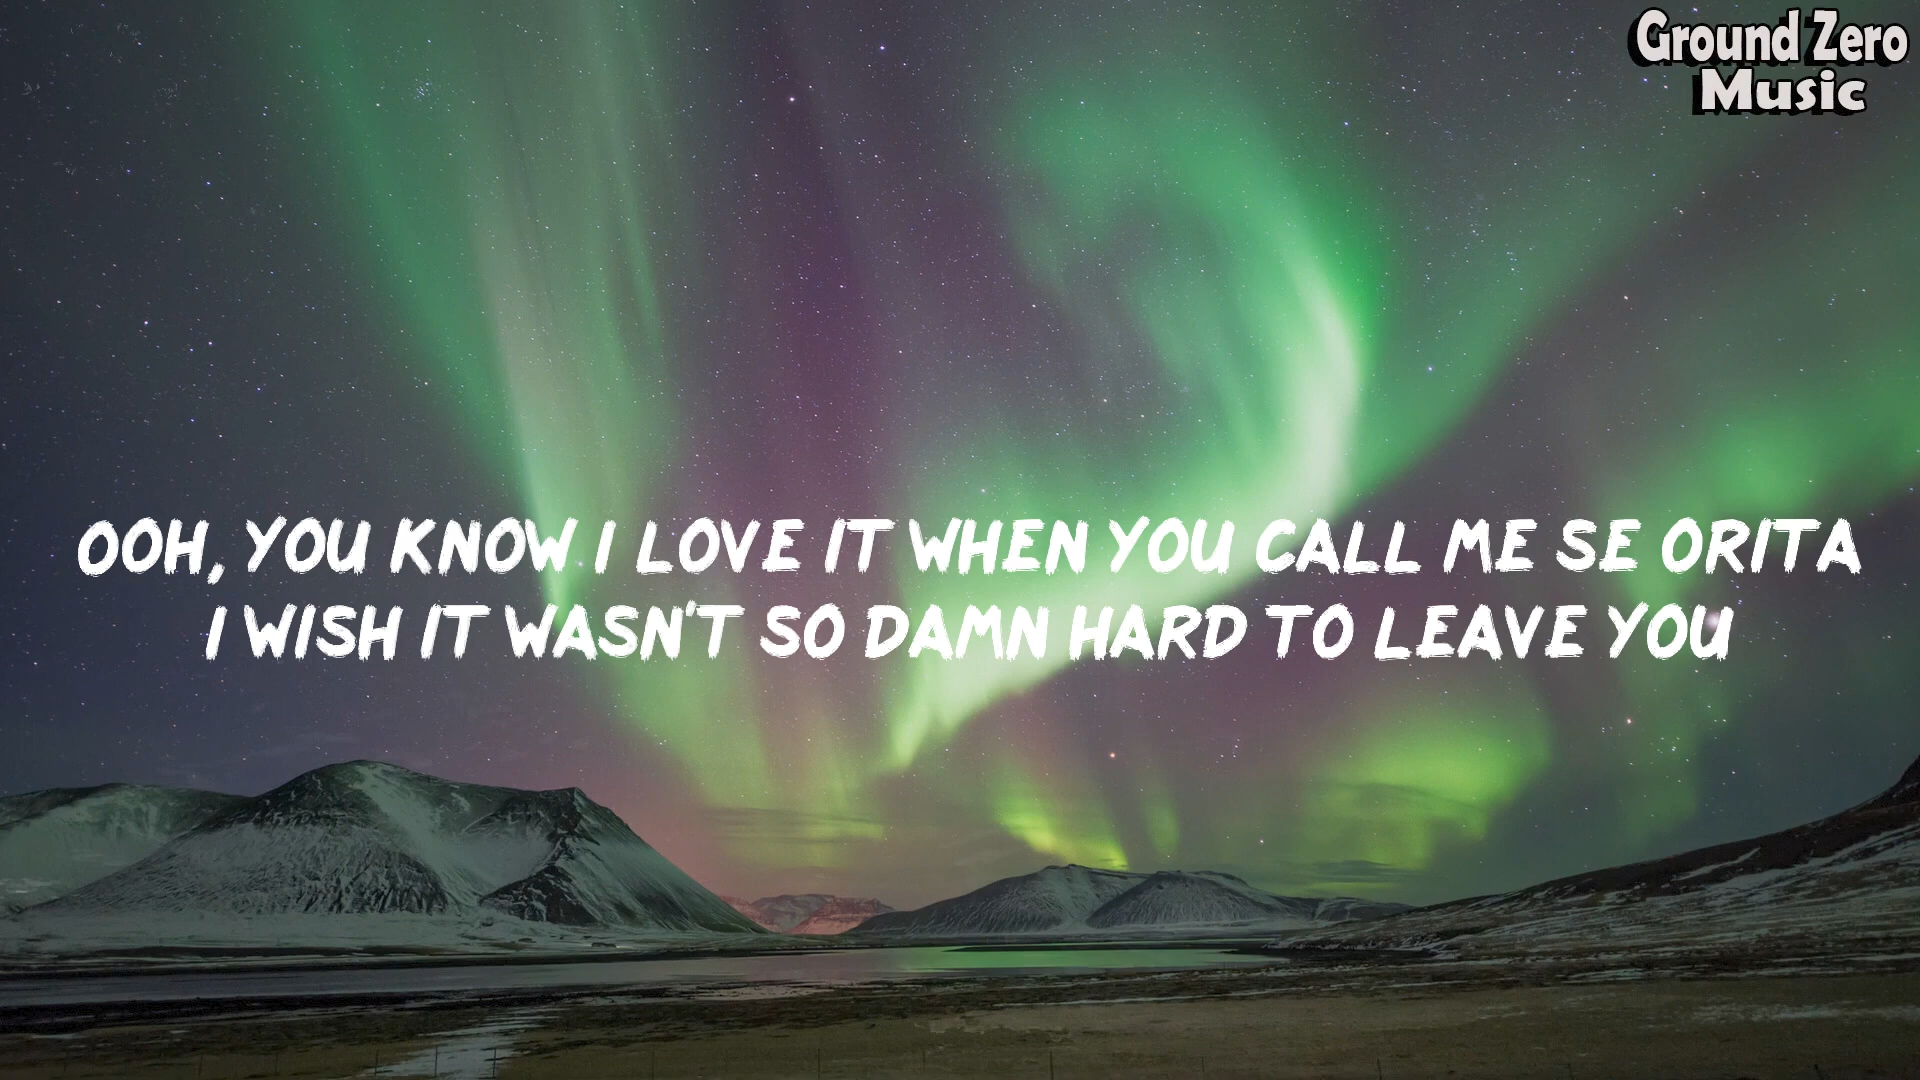 Ground Zero
Music
OOH, YOU KNOW I LOVE IT WHEN YOU CALL ME SE ORITA
I WISH IT WASN'T SO DAMN HARD TO LEAVE YOU